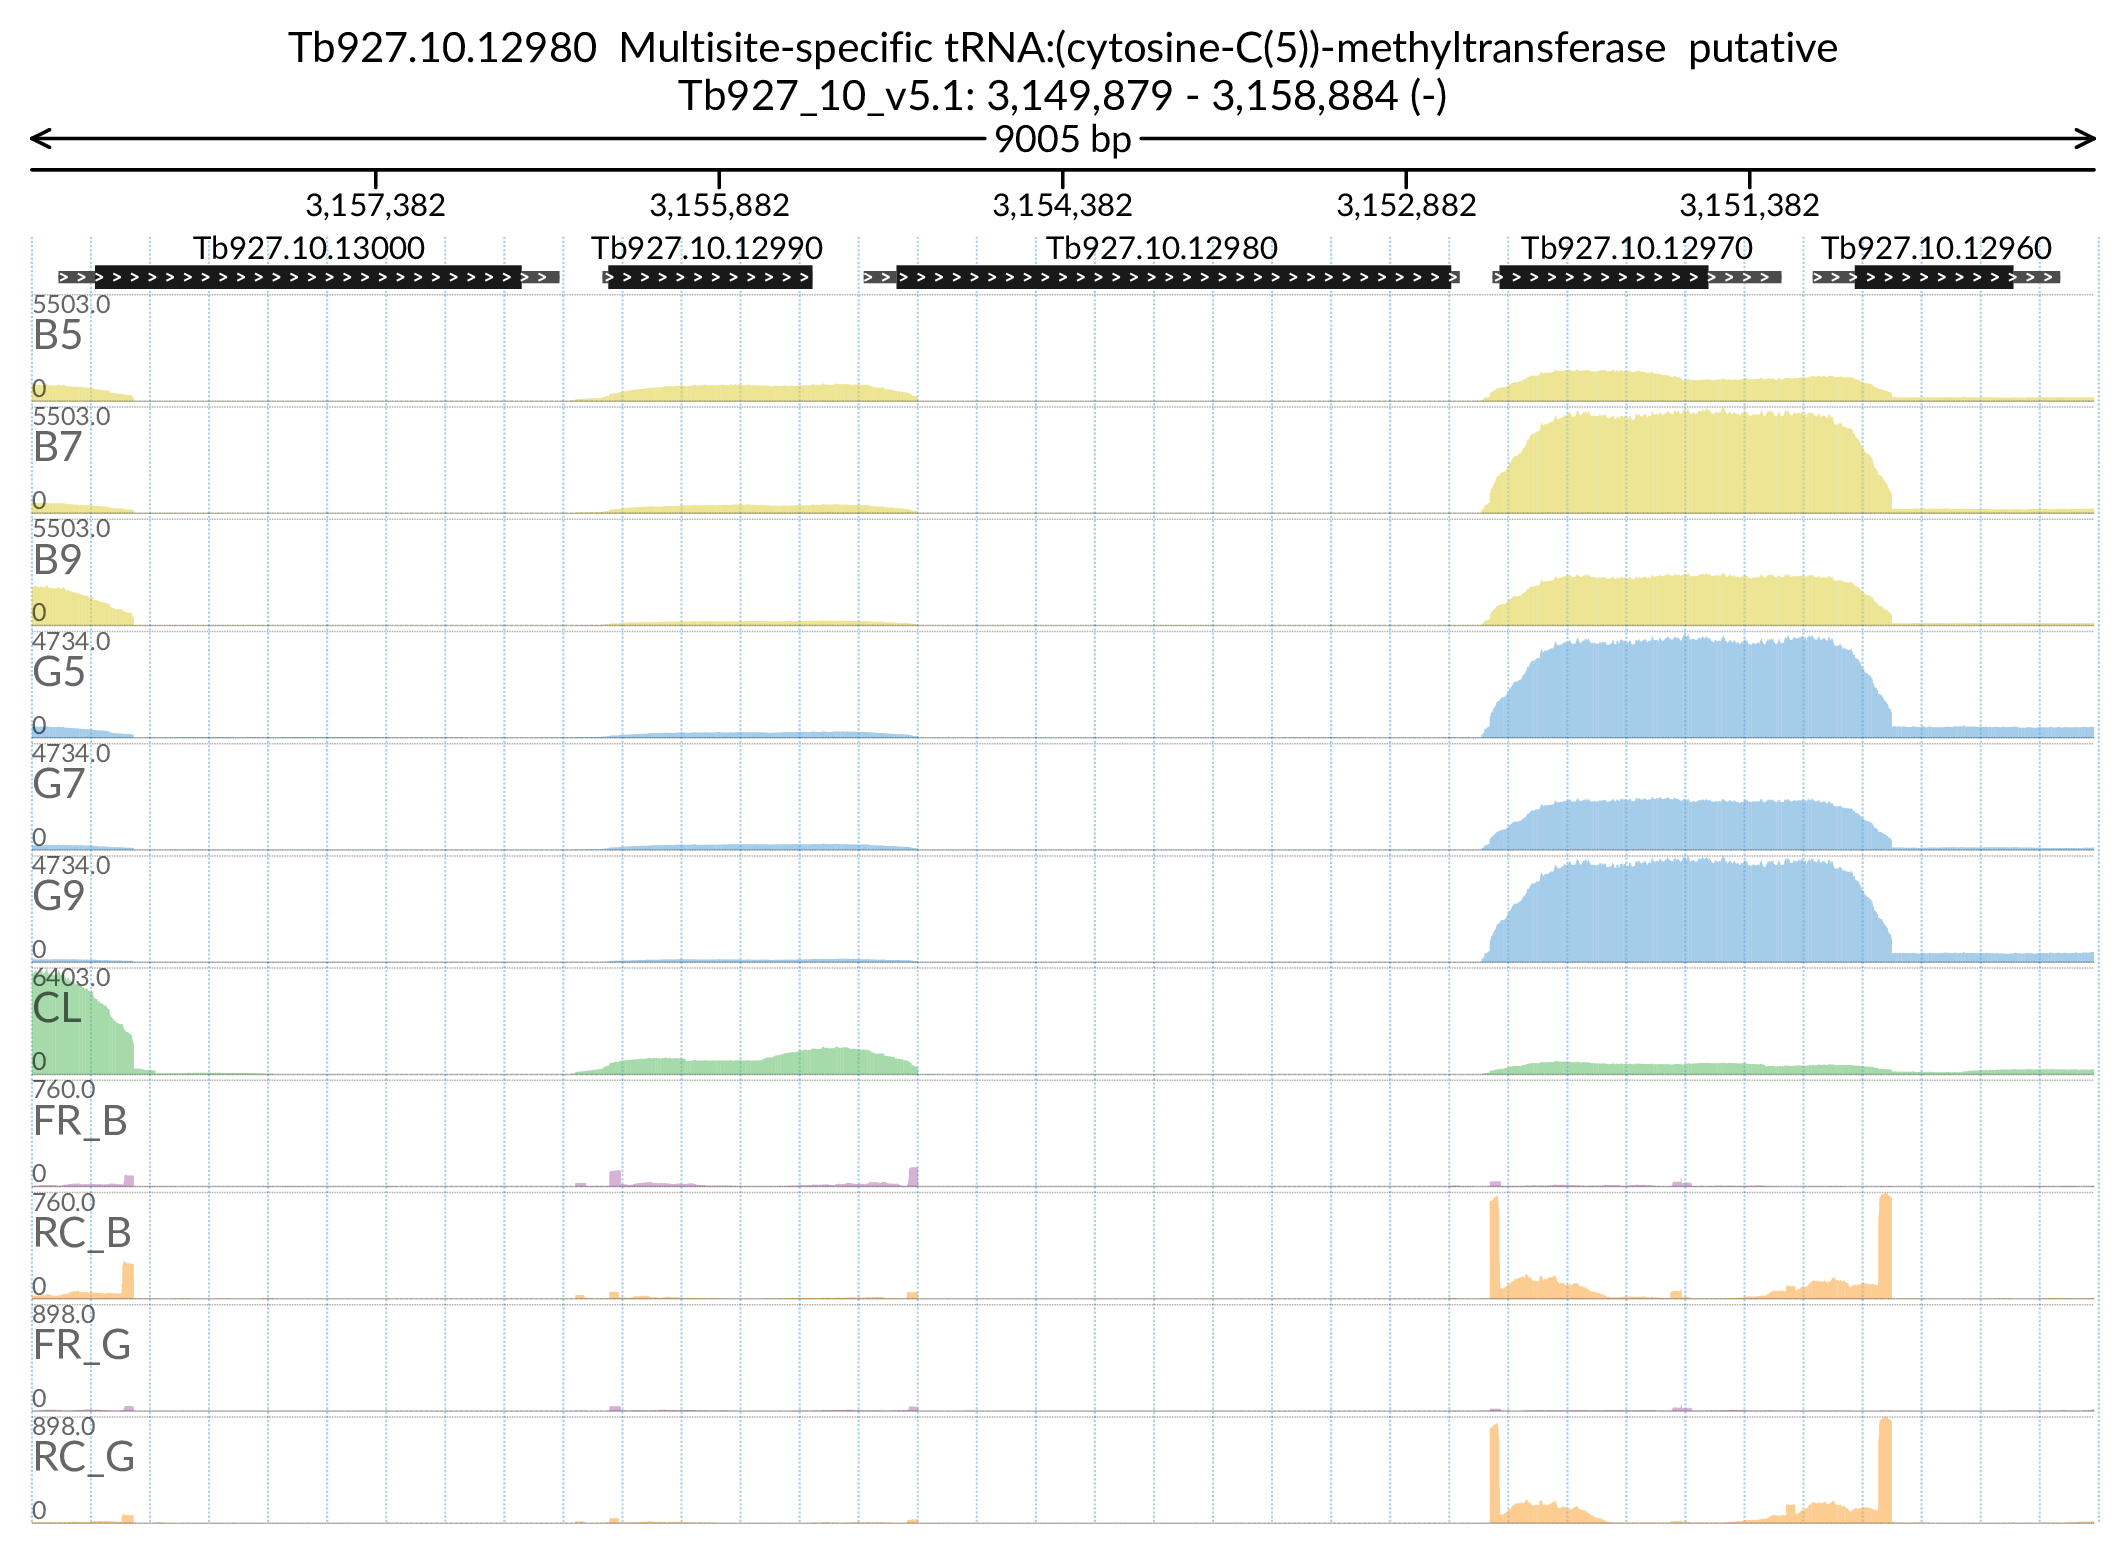 Tb927.10.12980  Multisite-specific tRNA:(cytosine-C(5))-methyltransferase  putative
Tb927_10_v5.1: 3,149,879 - 3,158,884 (-)
9005 bp
3,157,382 3,155,882 3,154,382 3,152,882 3,151,382
Tb927.10.13000 Tb927.10.12990 Tb927.10.12980 Tb927.10.12970 Tb927.10.12960
5503.0
B5
0
5503.0
B7
0
5503.0
B9
0
4734.0
G5
0
4734.0
G7
0
4734.0
G9
0
6403.0
CL
0
760.0
FR_B
0
760.0
RC_B
0
898.0
FR_G
0
898.0
RC_G
0